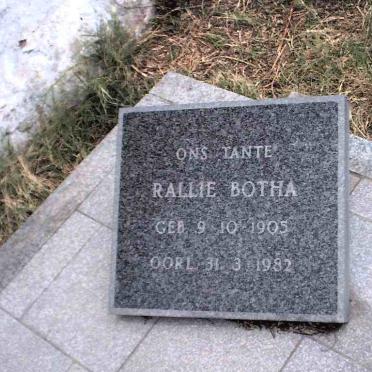 ONS TANTE
RALLIE BOTHA
GEB. 9.10.1905
OORL. 31.3.1982